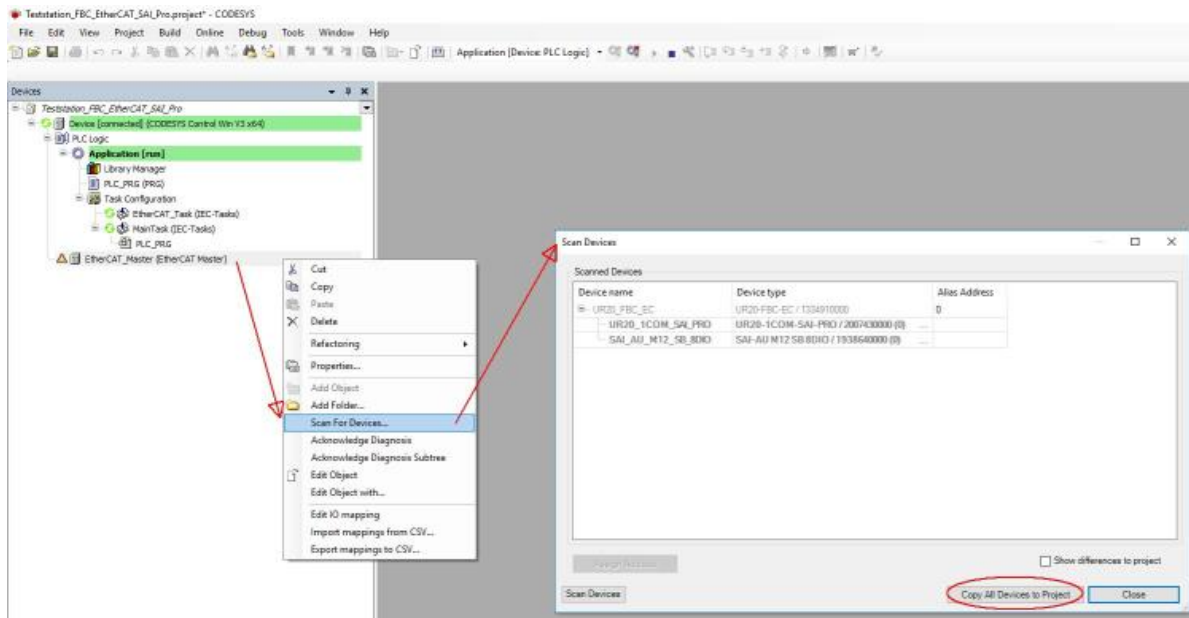 Teststation_FBC_EtherCAT_SAI_Pro.project* - CODESYS
File Edit View Project Build Online Debug Tools Window Help
Application [Device: PLC Logic]
Devices
Teststation_FBC_EtherCAT_SAI_Pro
Device [connected] (CODESYS Control Win V3 x64)
PLC Logic
Application [run]
Library Manager
PLC_PRG (PRG)
Task Configuration
EtherCAT_Task (IEC-Tasks)
MainTask (IEC-Tasks)
PLC_PRG
EtherCAT_Master (EtherCAT Master)
Cut
Copy
Paste
Delete
Refactoring
Properties...
Add Object
Add Folder...
Scan For Devices...
Acknowledge Diagnosis
Acknowledge Diagnosis Subtree
Edit Object
Edit Object with...
Edit IO mapping
Import mappings from CSV...
Export mappings to CSV...
Scan Devices
Scanned Devices
Device name Device type Alias Address
UR20_FBC_EC UR20-FBC-EC / 1334910000 0
UR20_1COM_SAI_PRO UR20-1COM-SAI-PRO / 2007430000 (0) ...
SAI_AU_M12_SB_8DIO SAI-AU M12 SB 8DIO / 1938640000 (0) ...
Show differences to project
Scan Devices Copy All Devices to Project Close